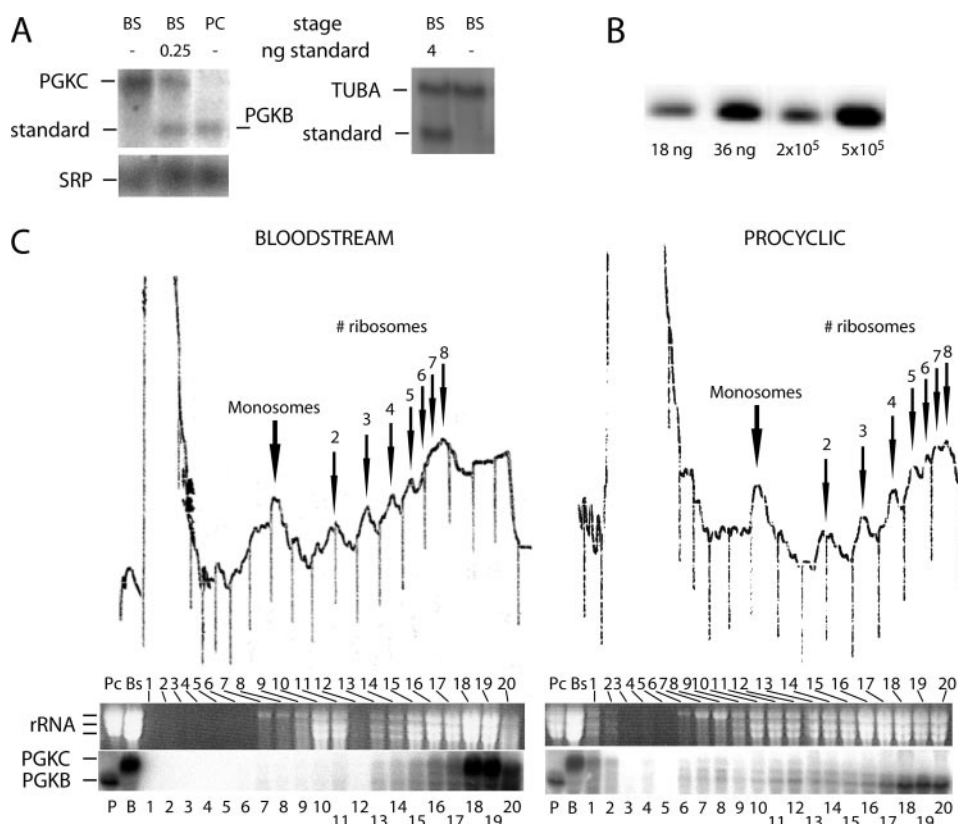 A
BS BS PC stage BS BS
- 0.25 - ng standard 4 -
PGKC
standard
PGKB
SRP
TUBA
standard
B
18 ng 36 ng 2x10⁵ 5x10⁵
C
BLOODSTREAM
# ribosomes
Monosomes
2 3 4 5 6 7 8
Pc Bs 1 2 3 4 5 6 7 8 9 10 11 12 13 14 15 16 17 18 19 20
rRNA
PGKC
PGKB
P B 1 2 3 4 5 6 7 8 9 10 11 12 13 14 15 16 17 18 19 20
PROCYCLIC
# ribosomes
Monosomes
2 3 4 5 6 7 8
Pc Bs 1 2 3 4 5 6 7 8 9 10 11 12 13 14 15 16 17 18 19 20
P B 1 2 3 4 5 6 7 8 9 10 11 12 13 14 15 16 17 18 19 20